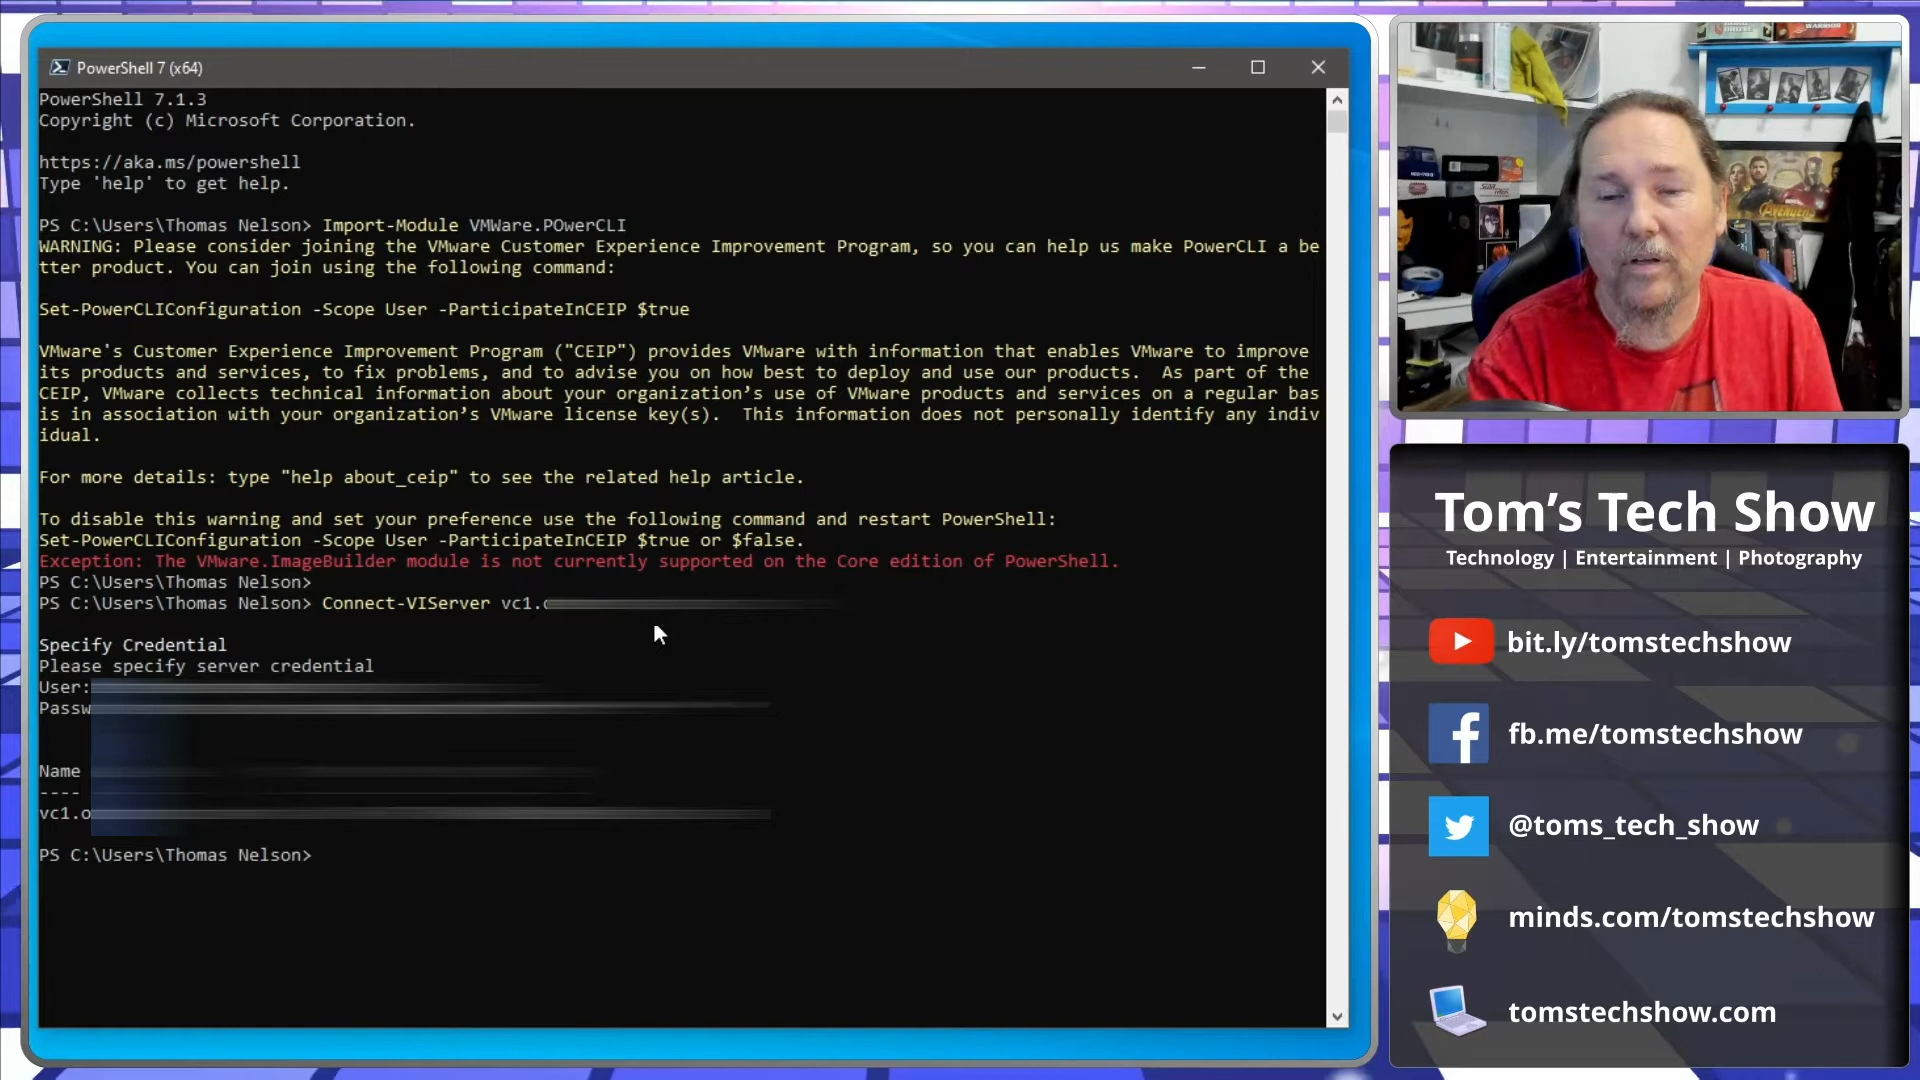 PowerShell 7 (x64)
PowerShell 7.1.3
Copyright (c) Microsoft Corporation.
https://aka.ms/powershell
Type 'help' to get help.
PS C:\Users\Thomas Nelson> Import-Module VMWare.POwerCLI
WARNING: Please consider joining the VMware Customer Experience Improvement Program, so you can help us make PowerCLI a be
tter product. You can join using the following command:
Set-PowerCLIConfiguration -Scope User -ParticipateInCEIP $true
VMware's Customer Experience Improvement Program ("CEIP") provides VMware with information that enables VMware to improve
its products and services, to fix problems, and to advise you on how best to deploy and use our products.  As part of the
CEIP, VMware collects technical information about your organization’s use of VMware products and services on a regular bas
is in association with your organization’s VMware license key(s).  This information does not personally identify any indiv
idual.
For more details: type "help about_ceip" to see the related help article.
To disable this warning and set your preference use the following command and restart PowerShell:
Set-PowerCLIConfiguration -Scope User -ParticipateInCEIP $true or $false.
Exception: The VMware.ImageBuilder module is not currently supported on the Core edition of PowerShell.
PS C:\Users\Thomas Nelson>
PS C:\Users\Thomas Nelson> Connect-VIServer vc1.
Specify Credential
Please specify server credential
User:
Passw
Name
----
vc1.o
PS C:\Users\Thomas Nelson>
AVENGERS
Tom’s Tech Show
Technology | Entertainment | Photography
bit.ly/tomstechshow
fb.me/tomstechshow
@toms_tech_show
minds.com/tomstechshow
tomstechshow.com